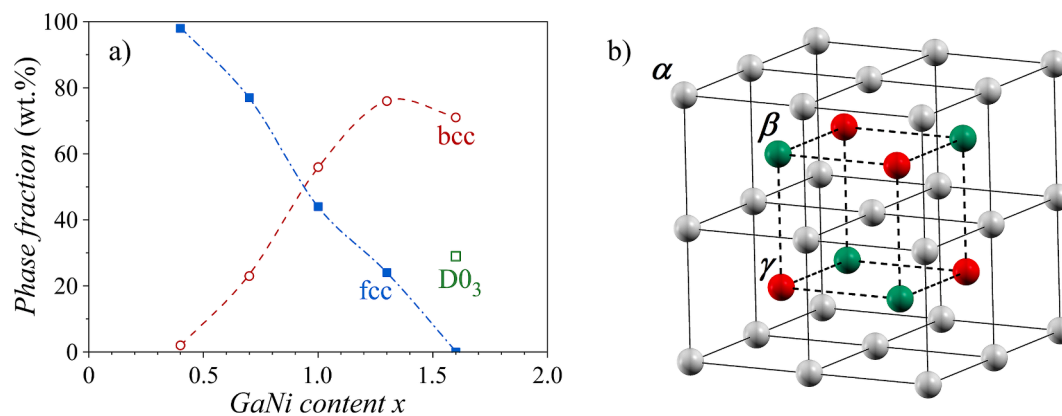 a)
Phase fraction (wt.%)
100
80
60
40
20
0
bcc
D0₃
fcc
0
0.5
1.0
1.5
2.0
GaNi content x
b)
α
β
γ